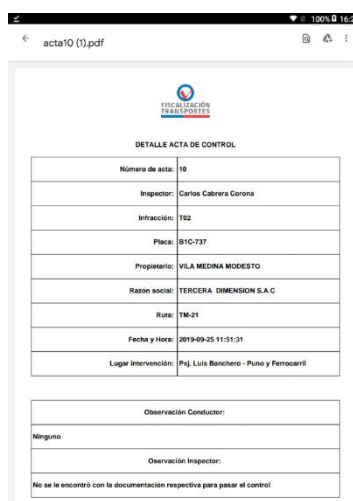 100% 16:2
acta10 (1).pdf
FISCALIZACIÓN
TRANSPORTES
DETALLE ACTA DE CONTROL
Número de acta: 10
Inspector: Carlos Cabrera Corona
Infracción: T02
Placa: B1C-737
Propietario: VILA MEDINA MODESTO
Razón social: TERCERA DIMENSION S.A.C
Ruta: TM-21
Fecha y Hora: 2019-09-25 11:51:31
Lugar intervención: Psj. Luis Banchero - Puno y Ferrocarril
Observación Conductor:
Ninguno
Oservación Inspector:
No se le encontró con la documentación respectiva para pasar el control